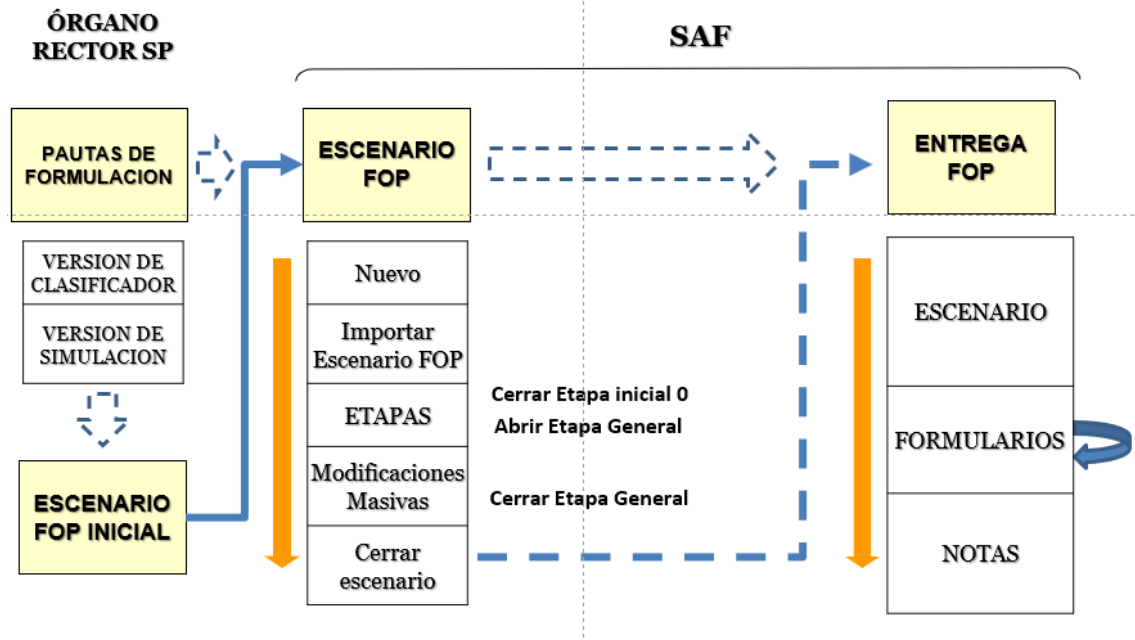 ÓRGANO
RECTOR SP
SAF
PAUTAS DE
FORMULACION
ESCENARIO
FOP
ENTREGA
FOP
VERSION DE
CLASIFICADOR
VERSION DE
SIMULACION
ESCENARIO
FOP INICIAL
Nuevo
Importar
Escenario FOP
ETAPAS
Modificaciones
Masivas
Cerrar
escenario
Cerrar Etapa inicial 0
Abrir Etapa General
Cerrar Etapa General
ESCENARIO
FORMULARIOS
NOTAS